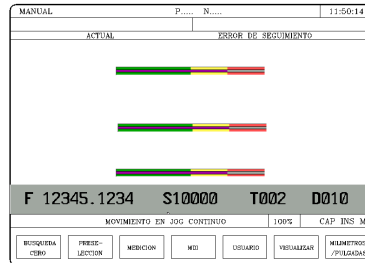 MANUAL P..... N..... 11:50:14
ACTUAL ERROR DE SEGUIMIENTO
F 12345.1234 S10000 T002 D010
MOVIMIENTO EN JOG CONTINUO 100% CAP INS M
BUSQUEDA CERO
PRESE- LECCION
MEDICION
MDI
USUARIO
VISUALIZAR
MILIMETROS /PULGADAS